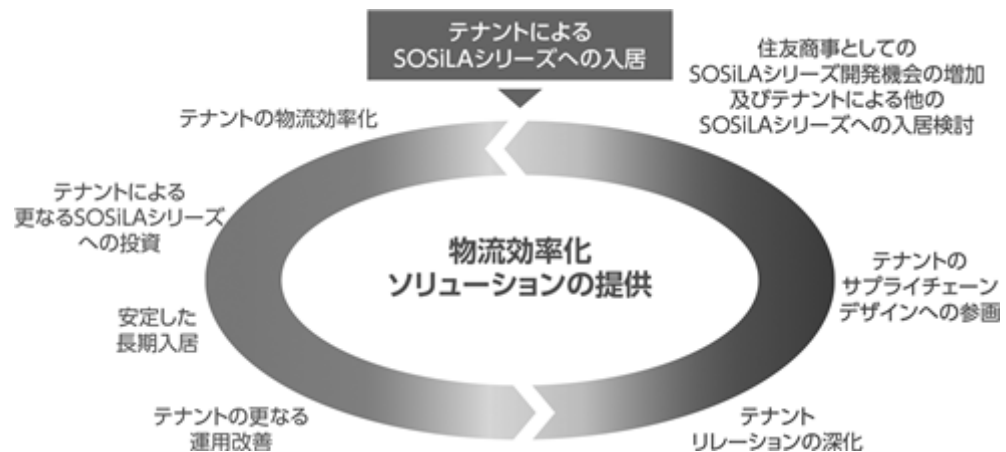 テナントによる
SOSiLAシリーズへの入居
住友商事としての
SOSiLAシリーズ開発機会の増加
及びテナントによる他の
SOSiLAシリーズへの入居検討
テナントの物流効率化
テナントによる
更なるSOSiLAシリーズ
への投資
物流効率化
ソリューションの提供
テナントの
サプライチェーン
デザインへの参画
安定した
長期入居
テナントの更なる
運用改善
テナント
リレーションの深化